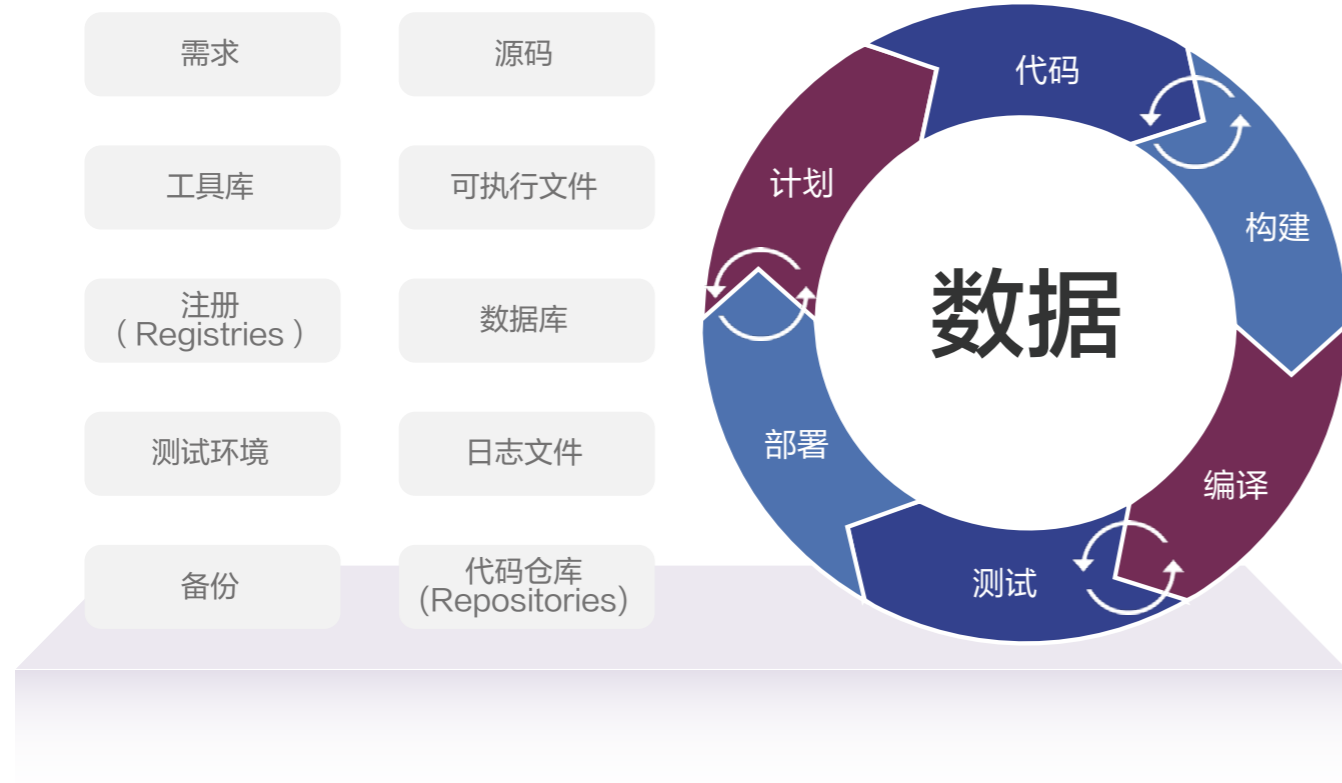 需求
源码
工具库
可执行文件
注册
（Registries）
数据库
测试环境
日志文件
备份
代码仓库
(Repositories)
代码
计划
构建
数据
部署
编译
测试